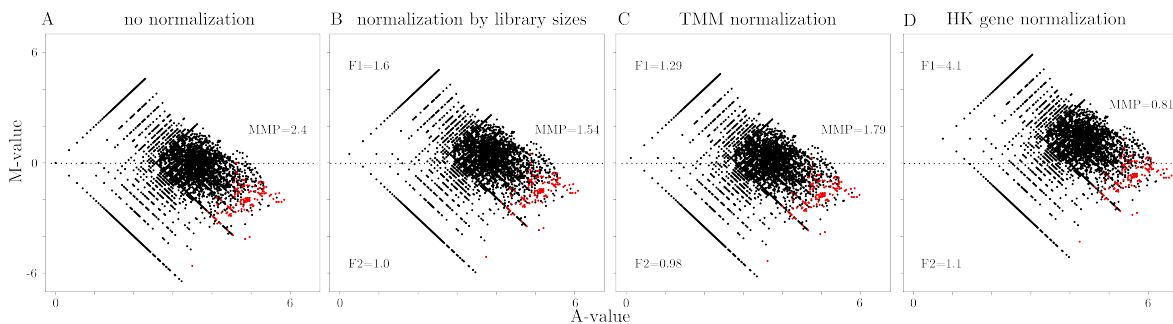 A no normalization
B normalization by library sizes
C TMM normalization
D HK gene normalization
M-value
6
0
-6
MMP=2.4
0
6
F1=1.6
MMP=1.54
F2=1.0
0
6
F1=1.29
MMP=1.79
F2=0.98
0
6
F1=4.1
MMP=0.81
F2=1.1
0
6
A-value